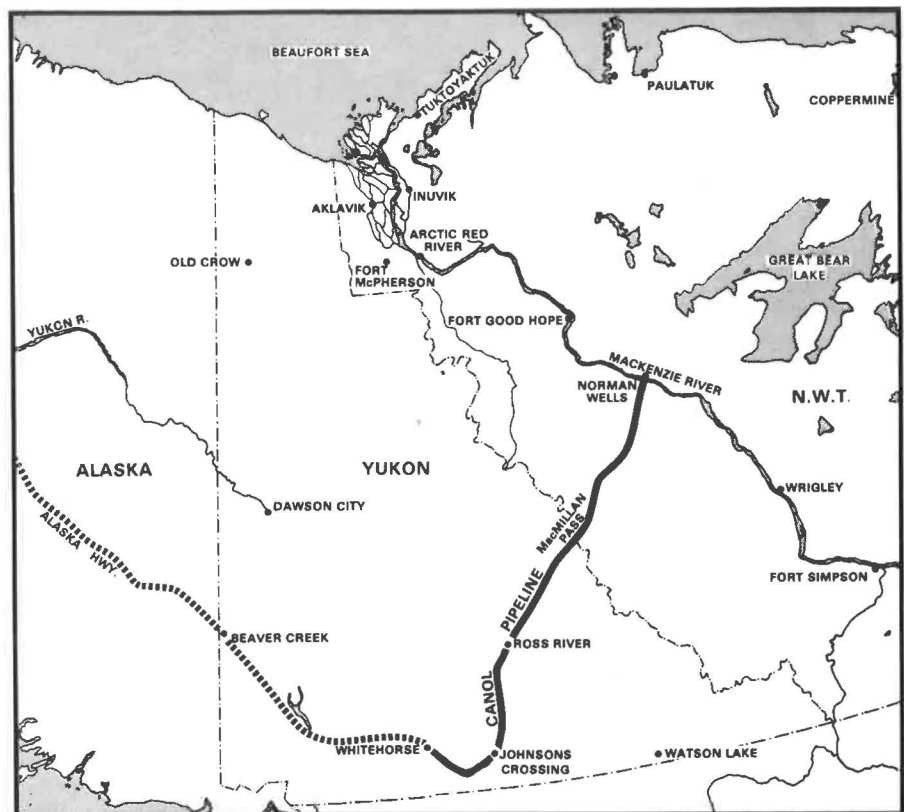 BEAUFORT SEA
TUKTOYAKTUK
PAULATUK
COPPERMINE
INUVIK
AKLAVIK
ARCTIC RED
RIVER
OLD CROW
FORT
McPHERSON
GREAT BEAR
LAKE
FORT GOOD HOPE
YUKON R.
MACKENZIE RIVER
NORMAN
WELLS
N.W.T.
ALASKA
YUKON
WRIGLEY
DAWSON CITY
MacMILLAN
PASS
ALASKA HWY.
FORT SIMPSON
PIPELINE
BEAVER CREEK
ROSS RIVER
CANOL
WHITEHORSE
JOHNSONS
CROSSING
WATSON LAKE